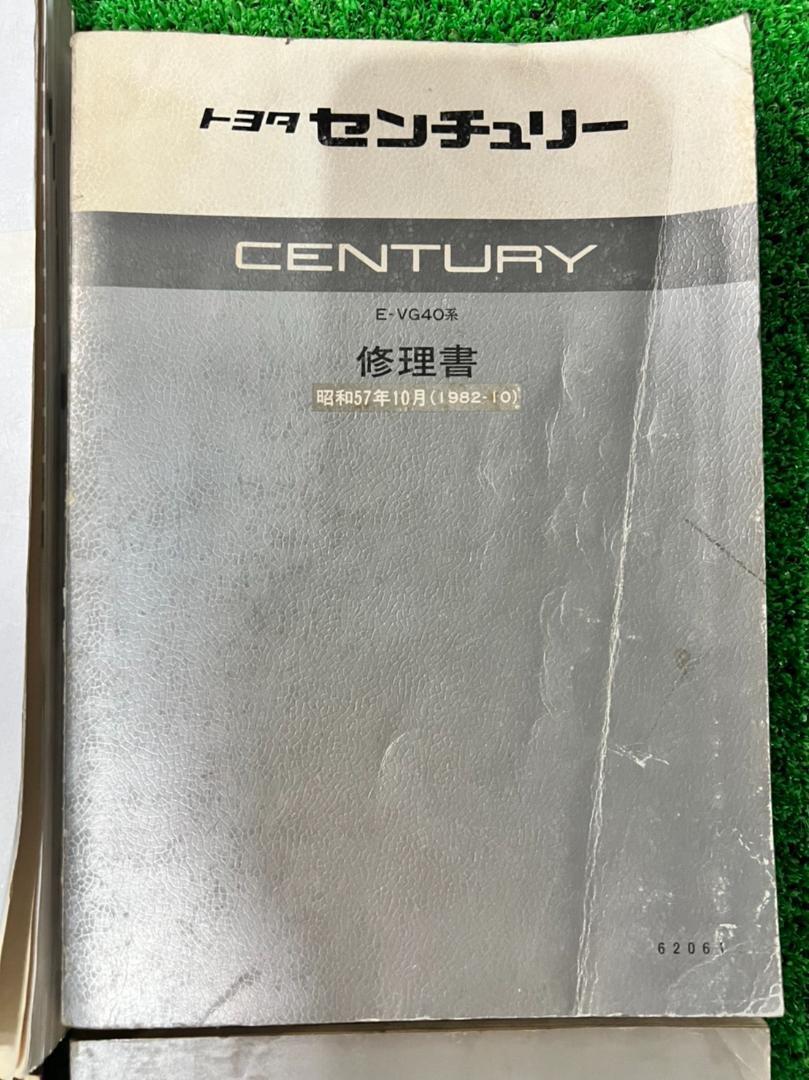 トヨタ センチュリー
CENTURY
E-VG40系
修理書
昭和57年10月(1982-10)
62061